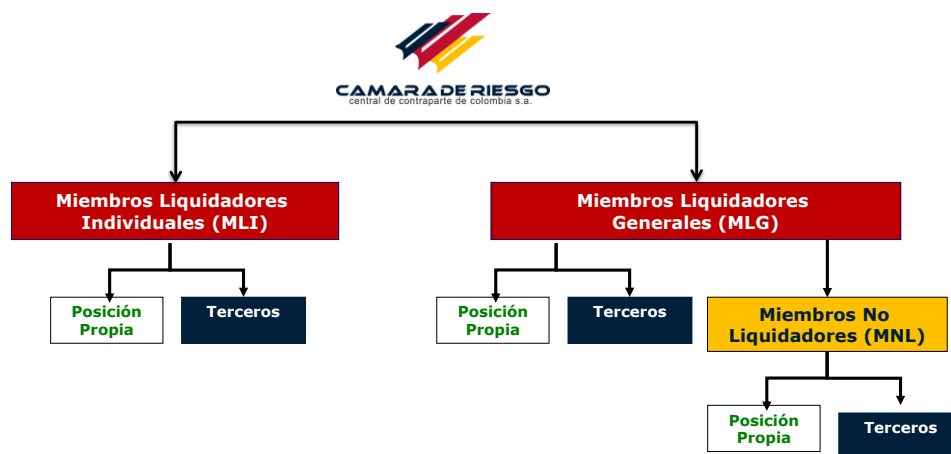 CAMARA DE RIESGO
central de contraparte de colombia s.a.
Miembros Liquidadores
Individuales (MLI)
Miembros Liquidadores
Generales (MLG)
Posición
Propia
Terceros
Posición
Propia
Terceros
Miembros No
Liquidadores (MNL)
Posición
Propia
Terceros